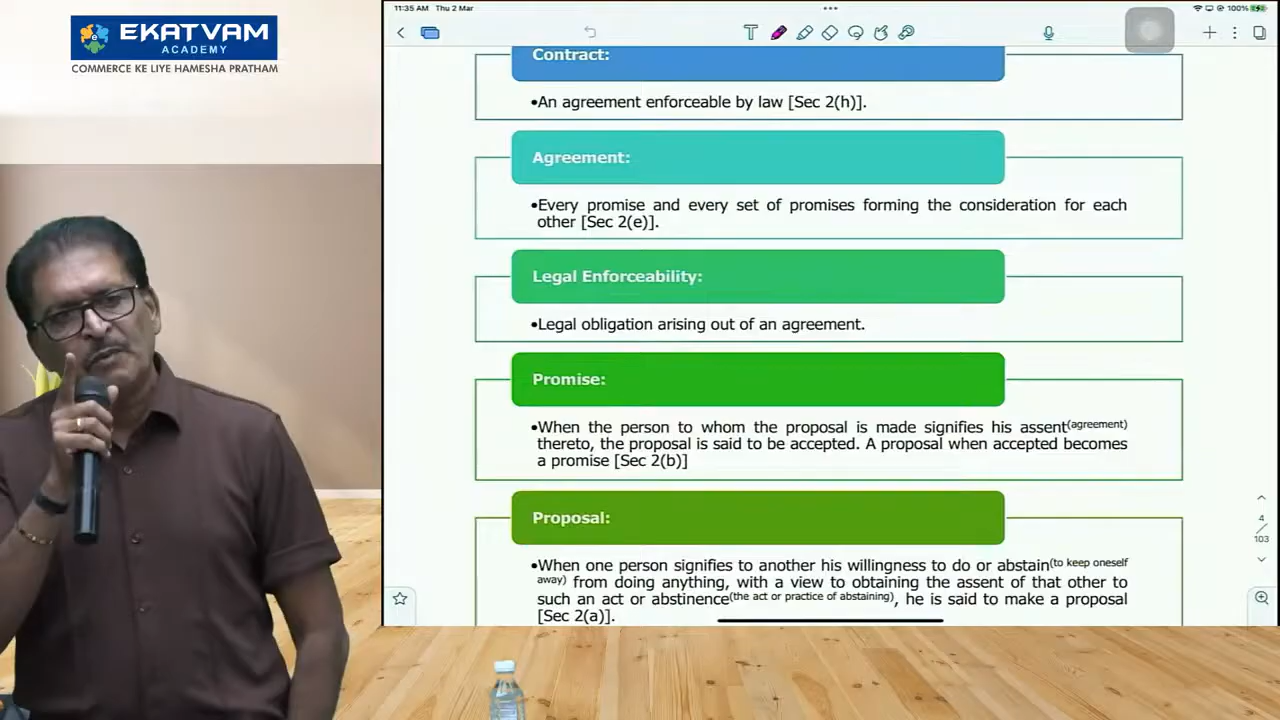 11:35 AM Thu 2 Mar
100%
EKATVAM
ACADEMY
COMMERCE KE LIYE HAMESHA PRATHAM
T
Contract:
•An agreement enforceable by law [Sec 2(h)].
Agreement:
•Every promise and every set of promises forming the consideration for each
other [Sec 2(e)].
Legal Enforceability:
•Legal obligation arising out of an agreement.
Promise:
•When the person to whom the proposal is made signifies his assent(agreement)
thereto, the proposal is said to be accepted. A proposal when accepted becomes
a promise [Sec 2(b)]
Proposal:
•When one person signifies to another his willingness to do or abstain(to keep oneself
away) from doing anything, with a view to obtaining the assent of that other to
such an act or abstinence(the act or practice of abstaining), he is said to make a proposal
[Sec 2(a)].
4
/
103